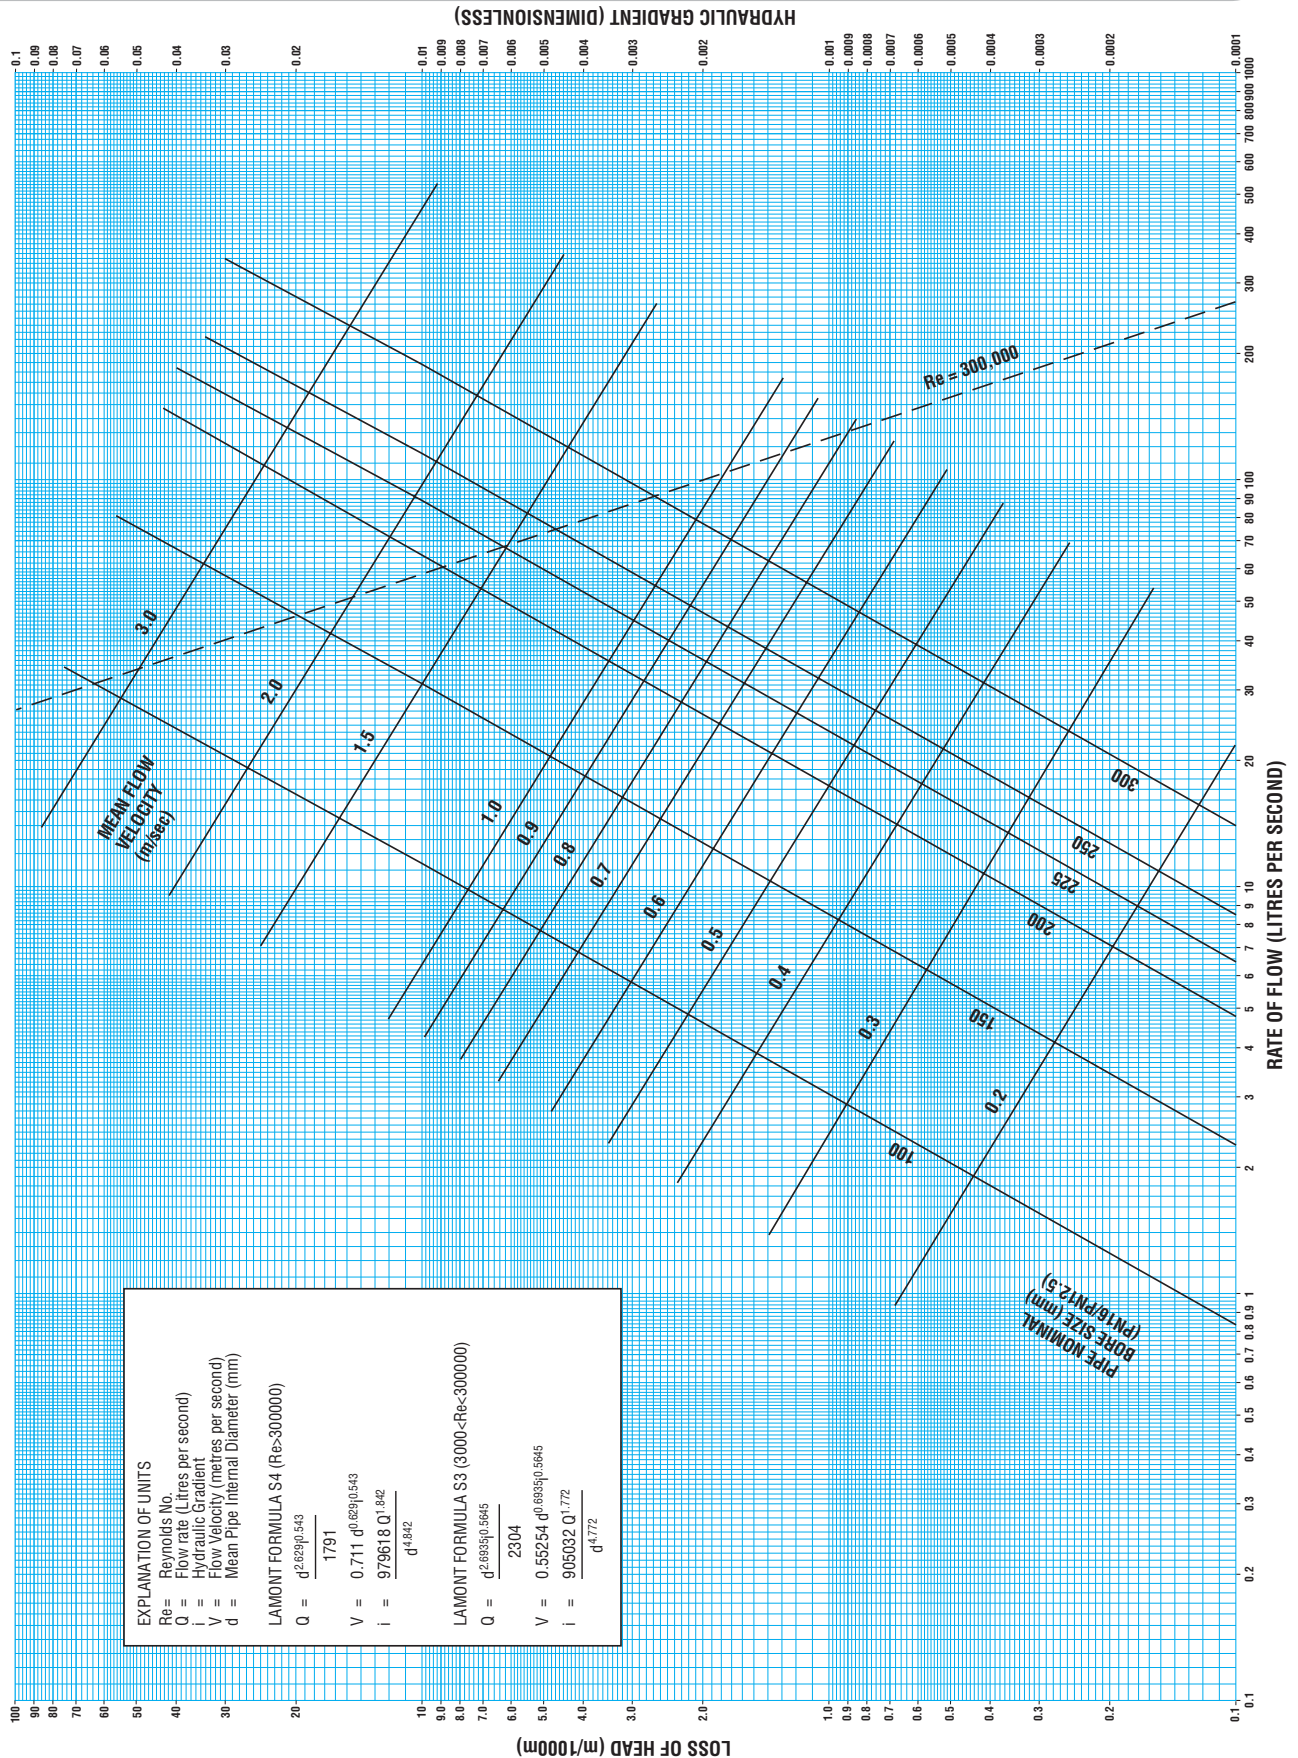 HYDRAULIC GRADIENT (DIMENSIONLESS)
0.1 0.09 0.08 0.07 0.06 0.05 0.04 0.03 0.02 0.01 0.009 0.008 0.007 0.006 0.005 0.004 0.003 0.002 0.001 0.0009 0.0008 0.0007 0.0006 0.0005 0.0004 0.0003 0.0002 0.0001
EXPLANATION OF UNITS
Re = Reynolds No.
Q = Flow rate (Litres per second)
i = Hydraulic Gradient
V = Flow Velocity (metres per second)
d = Mean Pipe Internal Diameter (mm)
LAMONT FORMULA S4 (Re>300000)
Q = d2.629i0.543
1791
V = 0.711 d0.629i0.543
i = 979618 Q1.842
d4.842
LAMONT FORMULA S3 (3000<Re<300000)
Q = d2.6935i0.5645
2304
V = 0.55254 d0.6935i0.5645
i = 905032 Q1.772
d4.772
MEAN FLOW
VELOCITY
(m/sec)
3.0
2.0
1.5
1.0
0.9
0.8
0.7
0.6
0.5
0.4
0.3
0.2
Re = 300,000
PIPE NOMINAL
BORE SIZE (mm)
(PN16/PN12.5)
100
150
200
225
250
300
LOSS OF HEAD (m/1000m)
100 90 80 70 60 50 40 30 20 10 9.0 8.0 7.0 6.0 5.0 4.0 3.0 2.0 1.0 0.9 0.8 0.7 0.6 0.5 0.4 0.3 0.2 0.1
0.1 0.2 0.3 0.4 0.5 0.6 0.7 0.8 0.9 1 2 3 4 5 6 7 8 9 10 20 30 40 50 60 70 80 90 100 200 300 400 500 600 700 800 900 1000
RATE OF FLOW (LITRES PER SECOND)